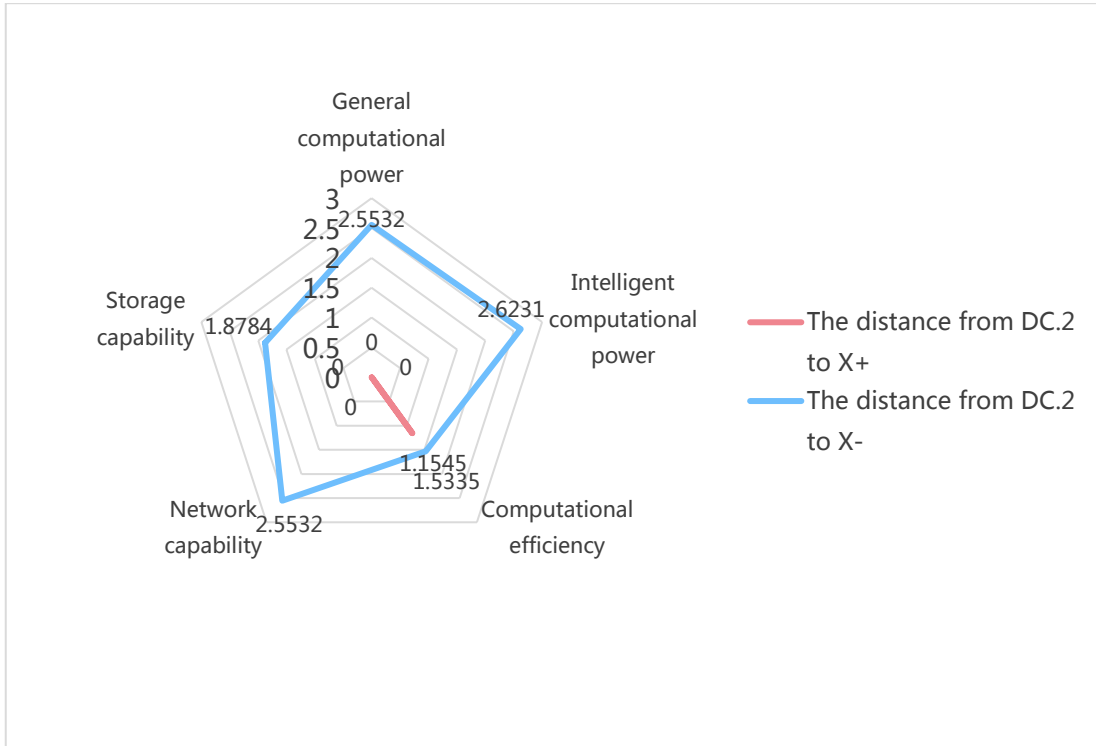 General
computational
power
3
2.5532
2.5
2
Intelligent
computational
power
2.6231
Storage
capability
1.8784
1.5
1
0.5
0
0
0
0
0
The distance from DC.2
to X+
The distance from DC.2
to X-
1.1545
1.5335
Network
capability
2.5532
Computational
efficiency